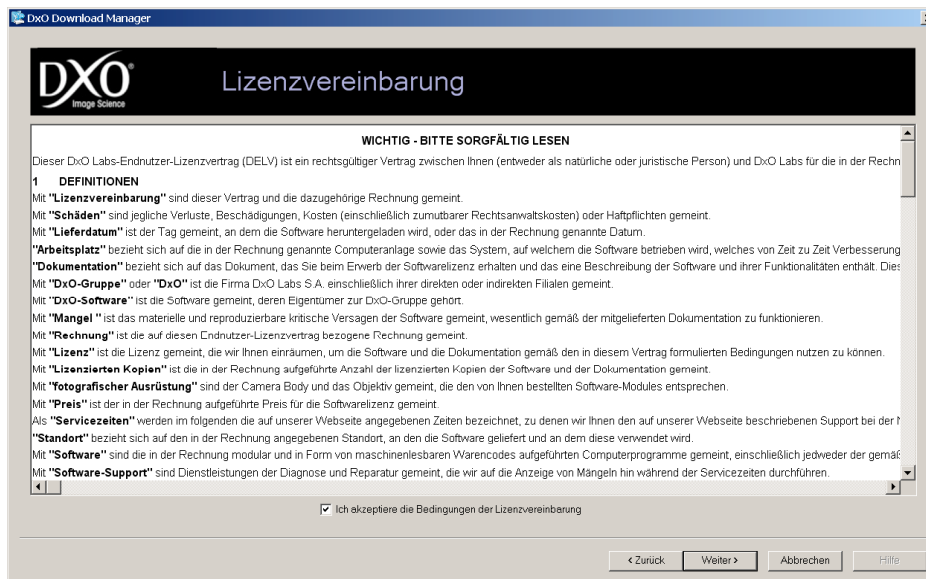 DxO Download Manager
DXO®
Image Science
Lizenzvereinbarung
WICHTIG - BITTE SORGFÄLTIG LESEN
Dieser DxO Labs-Endnutzer-Lizenzvertrag (DELV) ist ein rechtsgültiger Vertrag zwischen Ihnen (entweder als natürliche oder juristische Person) und DxO Labs für die in der Rechn
1 DEFINITIONEN
Mit "Lizenzvereinbarung" sind dieser Vertrag und die dazugehörige Rechnung gemeint.
Mit "Schäden" sind jegliche Verluste, Beschädigungen, Kosten (einschließlich zumutbarer Rechtsanwaltskosten) oder Haftpflichten gemeint.
Mit "Lieferdatum" ist der Tag gemeint, an dem die Software heruntergeladen wird, oder das in der Rechnung genannte Datum.
"Arbeitsplatz" bezieht sich auf die in der Rechnung genannte Computeranlage sowie das System, auf welchem die Software betrieben wird, welches von Zeit zu Zeit Verbesserung
"Dokumentation" bezieht sich auf das Dokument, das Sie beim Erwerb der Softwarelizenz erhalten und das eine Beschreibung der Software und ihrer Funktionalitäten enthält. Dies
Mit "DxO-Gruppe" oder "DxO" ist die Firma DxO Labs S.A. einschließlich ihrer direkten oder indirekten Filialen gemeint.
Mit "DxO-Software" ist die Software gemeint, deren Eigentümer zur DxO-Gruppe gehört.
Mit "Mangel " ist das materielle und reproduzierbare kritische Versagen der Software gemeint, wesentlich gemäß der mitgelieferten Dokumentation zu funktionieren.
Mit "Rechnung" ist die auf diesen Endnutzer-Lizenzvertrag bezogene Rechnung gemeint.
Mit "Lizenz" ist die Lizenz gemeint, die wir Ihnen einräumen, um die Software und die Dokumentation gemäß den in diesem Vertrag formulierten Bedingungen nutzen zu können.
Mit "Lizenzierten Kopien" ist die in der Rechnung aufgeführte Anzahl der lizenzierten Kopien der Software und der Dokumentation gemeint.
Mit "fotografischer Ausrüstung" sind der Camera Body und das Objektiv gemeint, die den von Ihnen bestellten Software-Modules entsprechen.
Mit "Preis" ist der in der Rechnung aufgeführte Preis für die Softwarelizenz gemeint.
Als "Servicezeiten" werden im folgenden die auf unserer Webseite angegebenen Zeiten bezeichnet, zu denen wir Ihnen den auf unserer Webseite beschriebenen Support bei der
"Standort" bezieht sich auf den in der Rechnung angegebenen Standort, an den die Software geliefert und an dem diese verwendet wird.
Mit "Software" sind die in der Rechnung modular und in Form von maschinenlesbaren Warencodes aufgeführten Computerprogramme gemeint, einschließlich jedweder der gemäß
Mit "Software-Support" sind Dienstleistungen der Diagnose und Reparatur gemeint, die wir auf die Anzeige von Mängeln hin während der Servicezeiten durchführen.
Ich akzeptiere die Bedingungen der Lizenzvereinbarung
< Zurück
Weiter >
Abbrechen
Hilfe